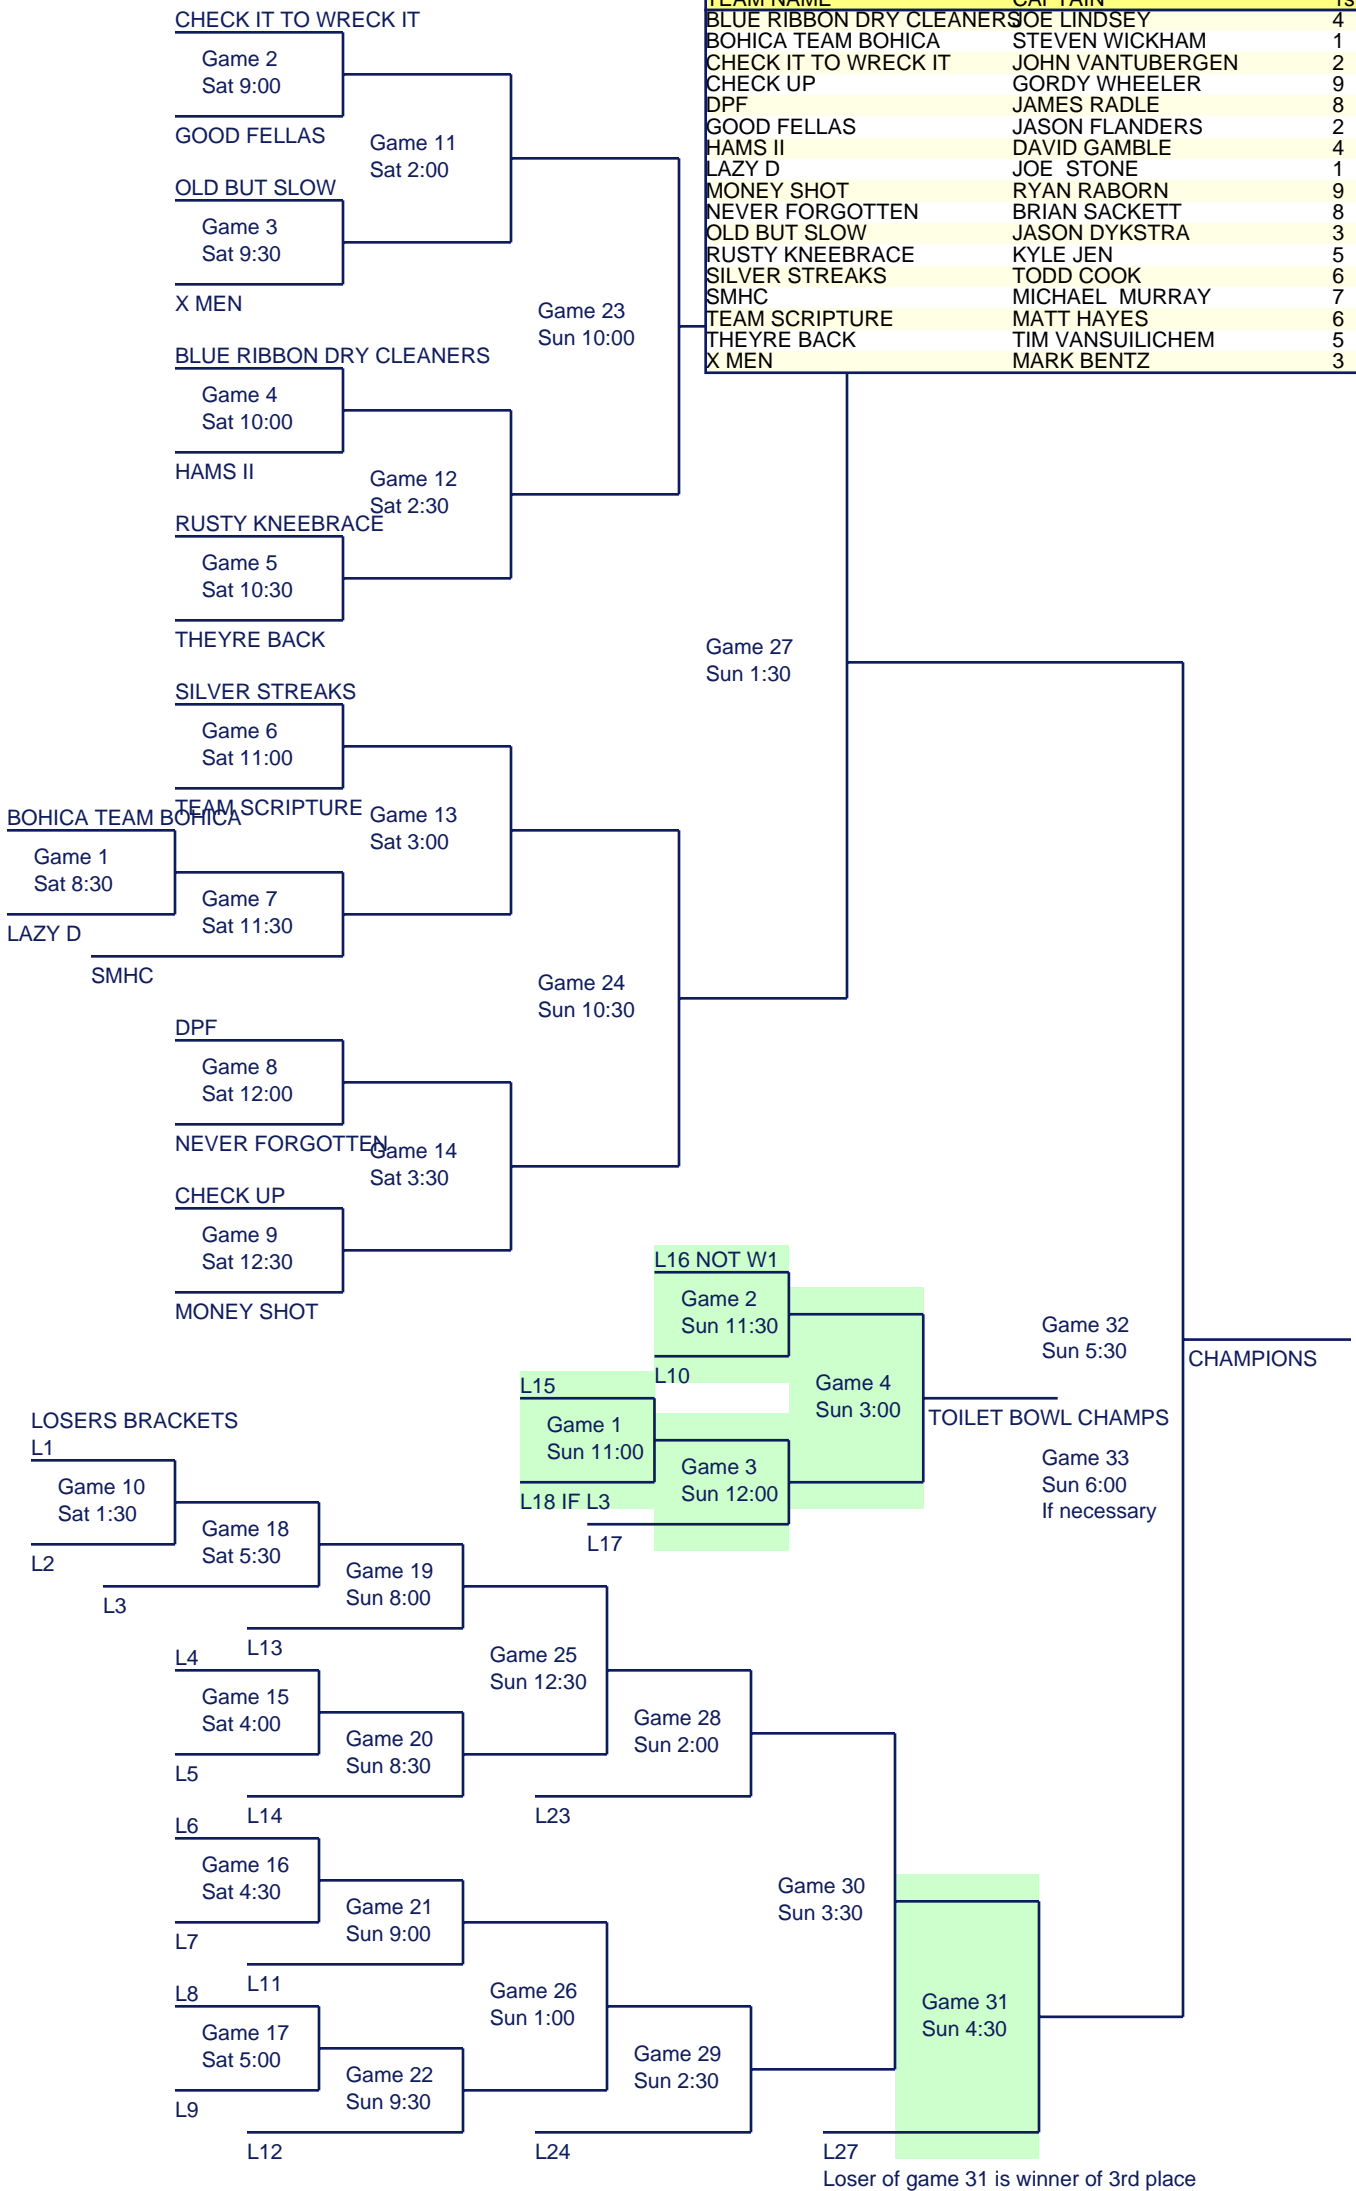 TEAM NAME CAPTAIN 1s
BLUE RIBBON DRY CLEANERS JOE LINDSEY 4
BOHICA TEAM BOHICA STEVEN WICKHAM 1
CHECK IT TO WRECK IT JOHN VANTUBERGEN 2
CHECK UP GORDY WHEELER 9
DPF JAMES RADLE 8
GOOD FELLAS JASON FLANDERS 2
HAMS II DAVID GAMBLE 4
LAZY D JOE STONE 1
MONEY SHOT RYAN RABORN 9
NEVER FORGOTTEN BRIAN SACKETT 8
OLD BUT SLOW JASON DYKSTRA 3
RUSTY KNEEBRACE KYLE JEN 5
SILVER STREAKS TODD COOK 6
SMHC MICHAEL MURRAY 7
TEAM SCRIPTURE MATT HAYES 6
THEYRE BACK TIM VANSUILICHEM 5
X MEN MARK BENTZ 3
CHECK IT TO WRECK IT
Game 2
Sat 9:00
GOOD FELLAS
Game 11
Sat 2:00
OLD BUT SLOW
Game 3
Sat 9:30
X MEN
Game 23
Sun 10:00
BLUE RIBBON DRY CLEANERS
Game 4
Sat 10:00
HAMS II
Game 12
Sat 2:30
RUSTY KNEEBRACE
Game 5
Sat 10:30
THEYRE BACK
Game 27
Sun 1:30
SILVER STREAKS
Game 6
Sat 11:00
TEAM SCRIPTURE
Game 13
Sat 3:00
BOHICA TEAM BOHICA
Game 1
Sat 8:30
LAZY D
Game 7
Sat 11:30
SMHC
Game 24
Sun 10:30
DPF
Game 8
Sat 12:00
NEVER FORGOTTEN
Game 14
Sat 3:30
CHECK UP
Game 9
Sat 12:30
MONEY SHOT
L16 NOT W1
Game 2
Sun 11:30
L10
L15
Game 1
Sun 11:00
L18 IF L3
Game 3
Sun 12:00
L17
Game 4
Sun 3:00
TOILET BOWL CHAMPS
Game 32
Sun 5:30
CHAMPIONS
Game 33
Sun 6:00
If necessary
LOSERS BRACKETS
L1
Game 10
Sat 1:30
L2
Game 18
Sat 5:30
L3
Game 19
Sun 8:00
L13
L4
Game 15
Sat 4:00
L5
Game 20
Sun 8:30
L14
Game 25
Sun 12:30
Game 28
Sun 2:00
L23
L6
Game 16
Sat 4:30
L7
Game 21
Sun 9:00
L11
L8
Game 17
Sat 5:00
L9
Game 22
Sun 9:30
L12
Game 26
Sun 1:00
Game 29
Sun 2:30
L24
Game 30
Sun 3:30
Game 31
Sun 4:30
L27
Loser of game 31 is winner of 3rd place